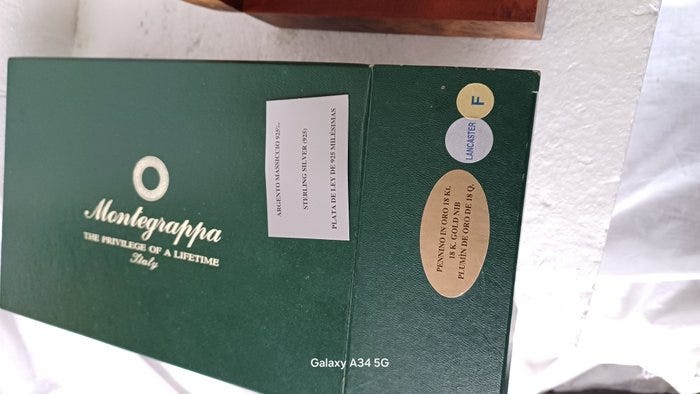 Montegrappa
THE PRIVILEGE OF A LIFETIME
Italy
ARGENTO MASSICCIO 925‰
STERLING SILVER (925)
PLATA DE LEY DE 925 MILÉSIMAS
F
LANCASTER
PENNINO IN ORO 18 Kt.
18 K. GOLD NIB
PLUMÍN DE ORO DE 18 Q.
Galaxy A34 5G